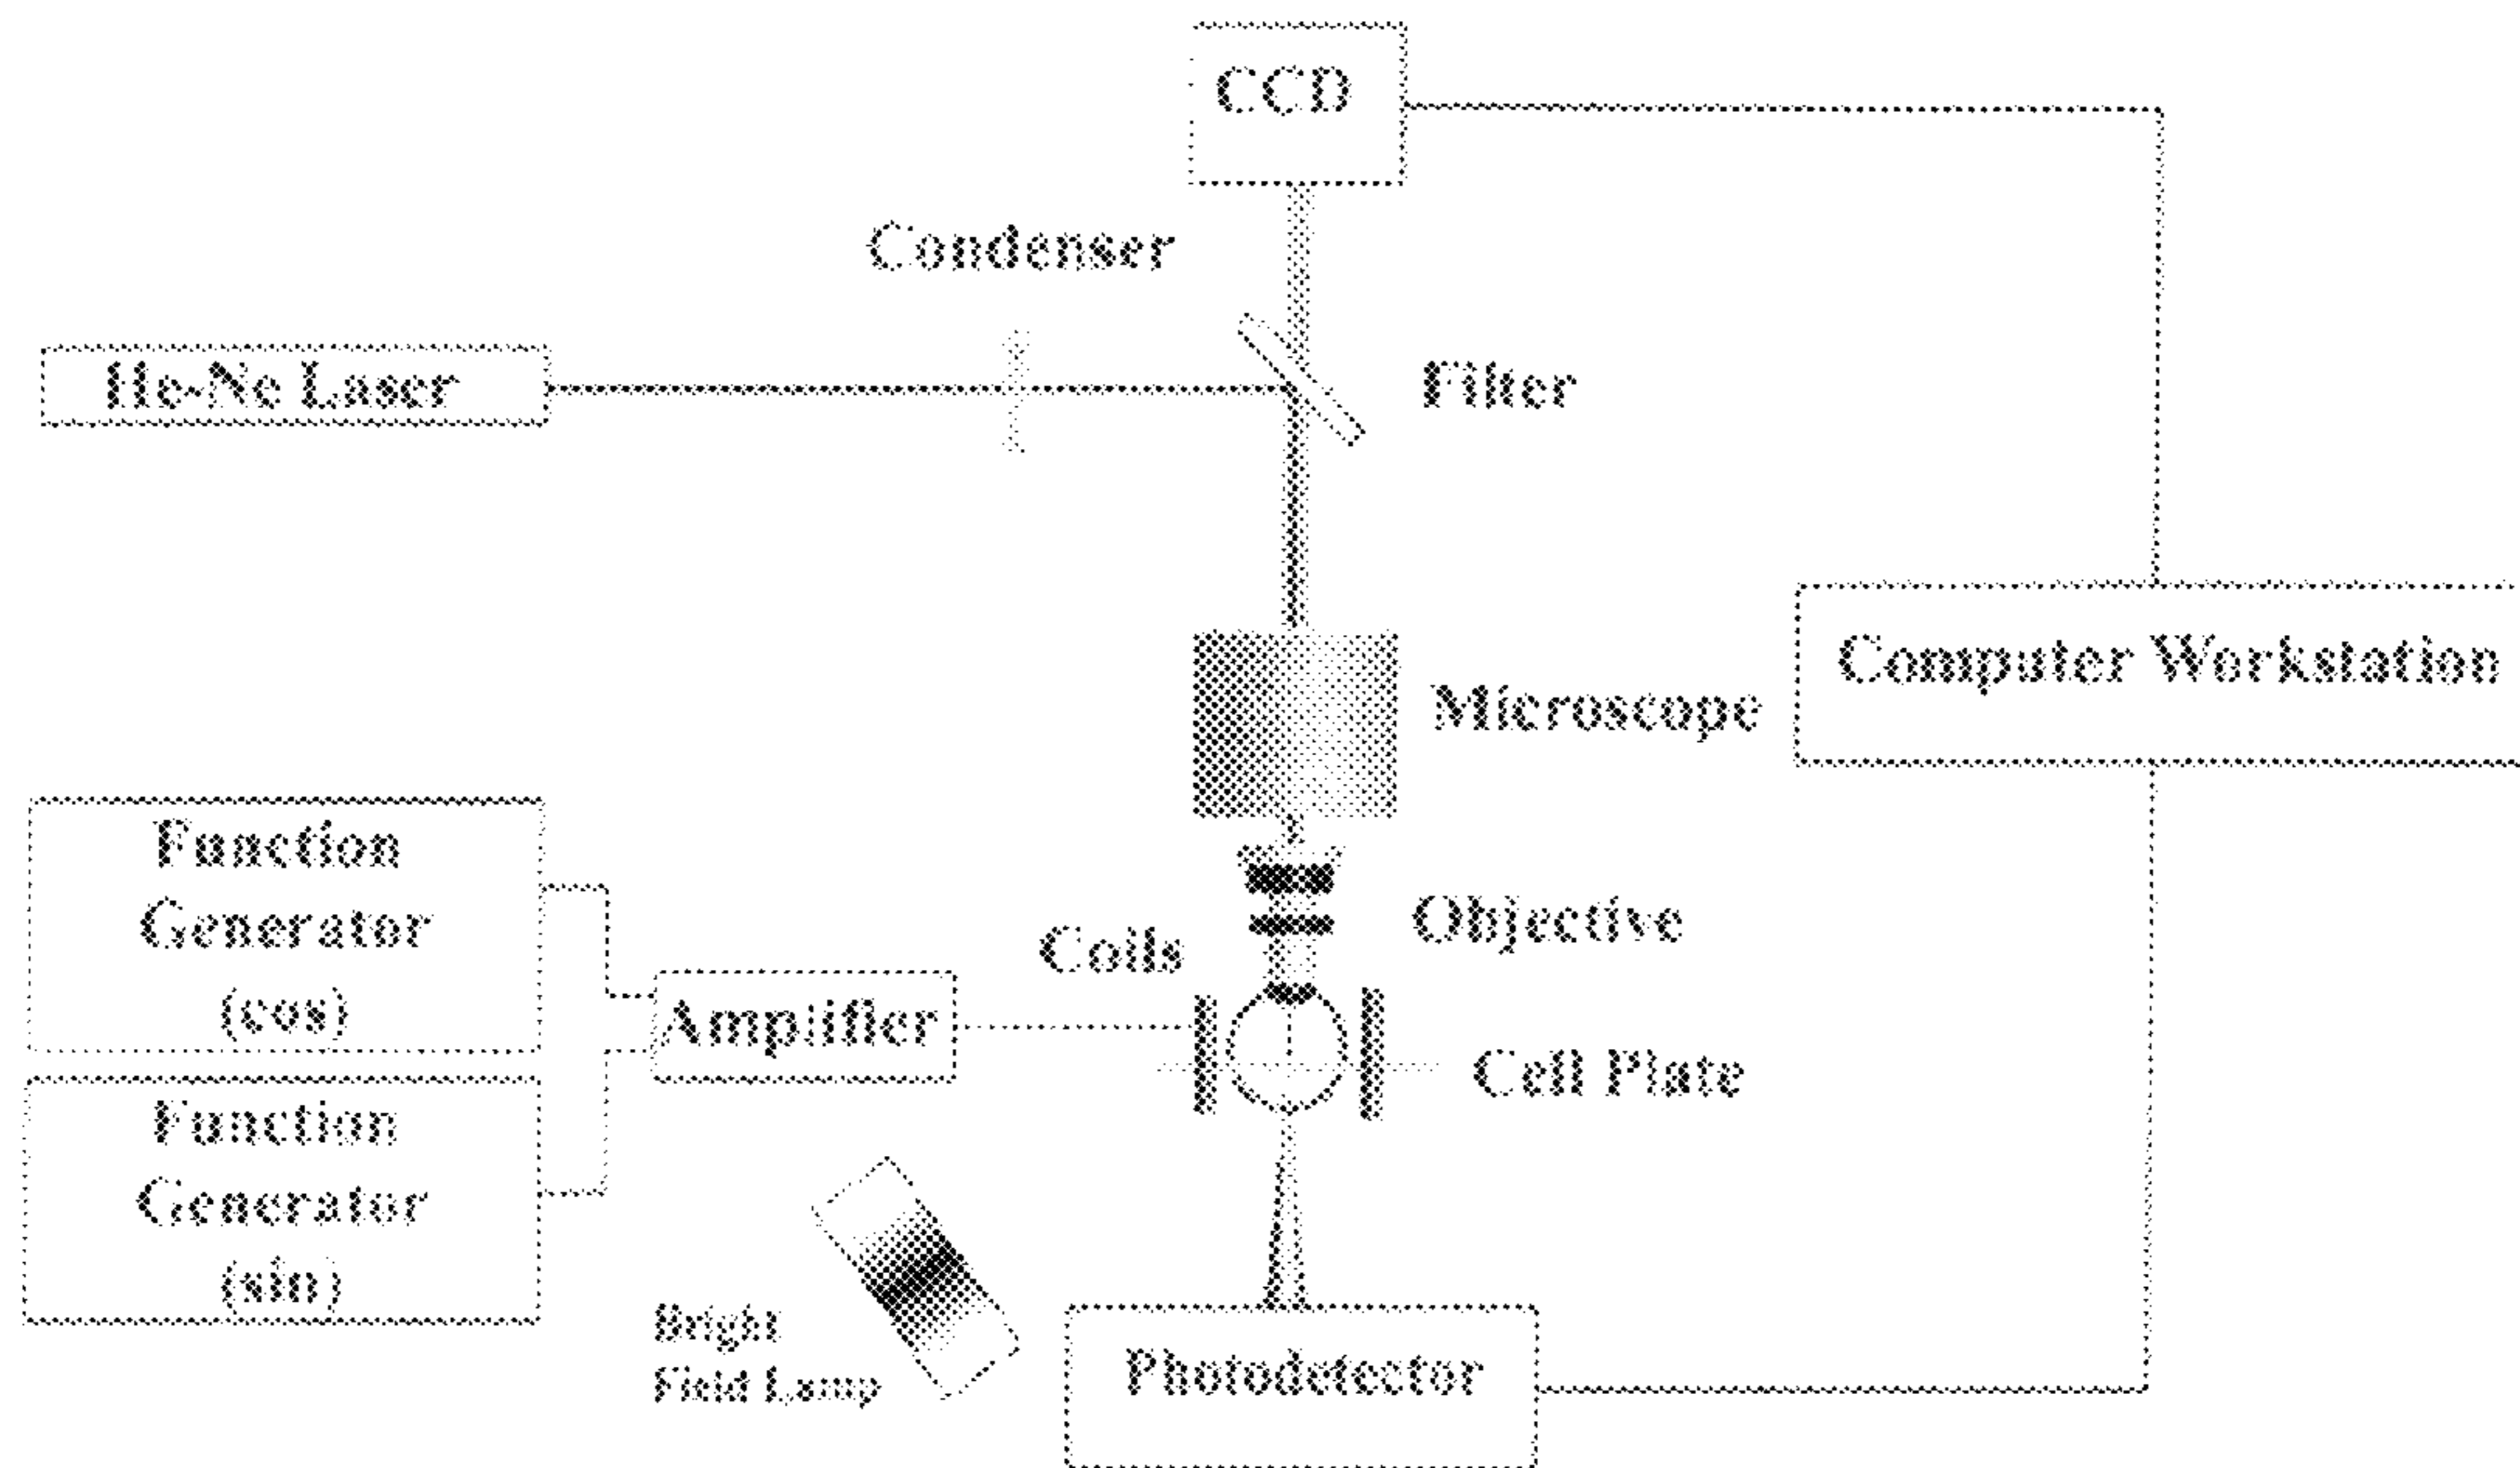 CCD
Condenser
He-Ne Laser
Filter
Computer Workstation
Microscope
Function
Generator
(cos)
Objective
Coils
Amplifier
Cell Plate
Function
Generator
(sin)
Bright
Field Lamp
Photodetector